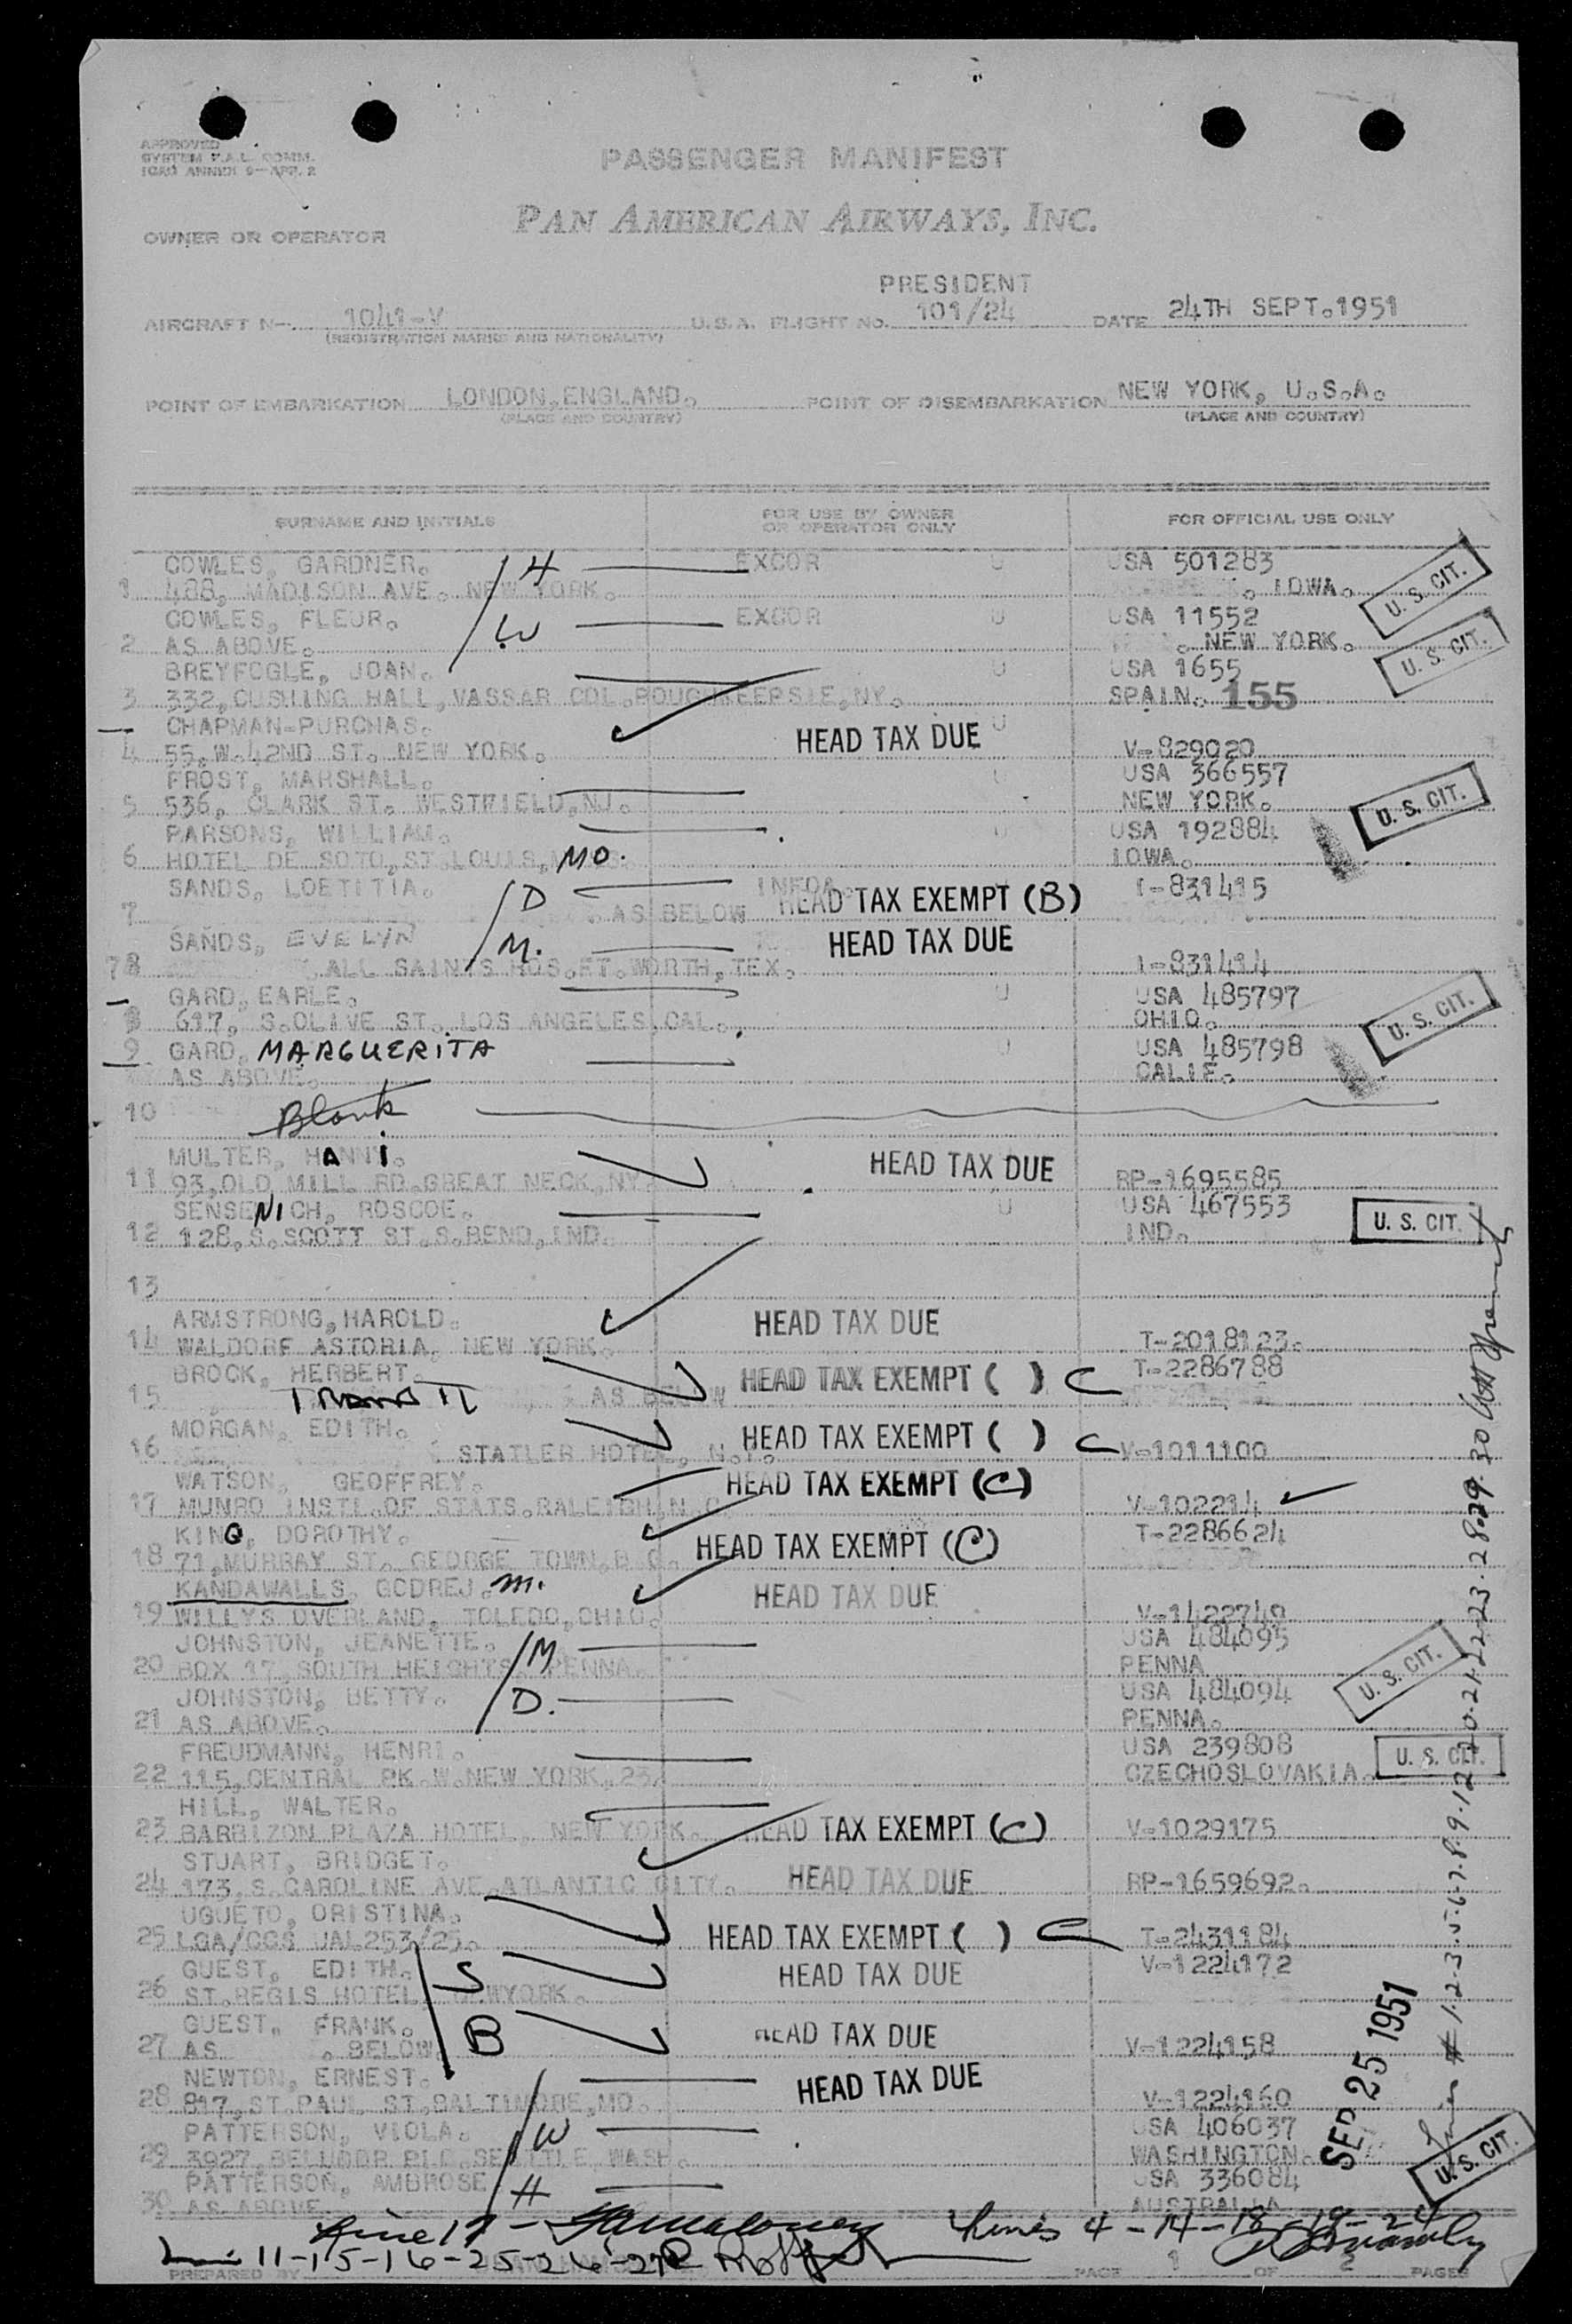 APPROVED
SYSTEM P.A.L. COMM.
ICAO ANNEX 9—APP. 2
PASSENGER MANIFEST
PAN AMERICAN AIRWAYS, INC.
OWNER OR OPERATOR
PRESIDENT
AIRCRAFT N—. 1041-V U.S.A. FLIGHT NO. 101/24 DATE 24TH SEPT.1951
(REGISTRATION MARKS AND NATIONALITY)
POINT OF EMBARKATION LONDON,ENGLAND. POINT OF DISEMBARKATION NEW YORK, U.S.A.
(PLACE AND COUNTRY) (PLACE AND COUNTRY)
SURNAME AND INITIALS FOR USE BY OWNER OR OPERATOR ONLY FOR OFFICIAL USE ONLY
COWLES, GARDNER. H EXCOR U USA 501283
1 488, MADISON AVE. NEW YORK. IOWA. U. S. CIT.
COWLES, FLEUR. W EXCOR U USA 11552
2 AS ABOVE. NEW YORK. U. S. CIT.
BREYFOGLE, JOAN. U USA 1655
3 332,CUSHING HALL,VASSAR COL.POUGHKEEPSIE,NY. SPAIN. 155
CHAPMAN-PURCHAS. HEAD TAX DUE U
4 55,W.42ND ST. NEW YORK. V-829020
FROST, MARSHALL. U USA 366557
5 536, CLARK ST. WESTFIELD,NJ. NEW YORK. U. S. CIT.
PARSONS, WILLIAM. U USA 192884
6 HOTEL DE SOTO,ST.LOUIS, MO. IOWA.
SANDS, LOETITIA. D HEAD TAX EXEMPT (B) I-831415
7 AS BELOW
SANDS, EVELYN M. HEAD TAX DUE
78 ALL SAINTS HOS.FT.WORTH,TEX. I-831414
GARD, EARLE. U USA 485797
8 617, S.OLIVE ST. LOS ANGELES,CAL. OHIO. U. S. CIT.
9 GARD, MARGUERITA U USA 485798
AS ABOVE. CALIF.
10 Blank
MULTER, HANNI. HEAD TAX DUE
11 93,OLD MILL RD.GREAT NECK,NY. RP-1695585
SENSENICH, ROSCOE. U USA 467553
12 128,S.SCOTT ST.S.BEND,IND. IND. U. S. CIT.
13
ARMSTRONG,HAROLD. HEAD TAX DUE
14 WALDORF ASTORIA, NEW YORK. T-2018123.
BROCK, HERBERT. HEAD TAX EXEMPT ( ) C T-2286788
15 AS BELOW
MORGAN, EDITH. HEAD TAX EXEMPT ( ) C
16 STATLER HOTEL, N.Y. V-1011100
WATSON, GEOFFREY. HEAD TAX EXEMPT (C)
17 MUNRO INSTI.OF STATS.RALEIGH,N.C. V-102214
KING, DOROTHY. HEAD TAX EXEMPT (C) T-2286624
18 71,MURRAY ST. GEORGE TOWN.B.G.
KANDAWALLS, GODREJ. m. HEAD TAX DUE
19 WILLYS OVERLAND, TOLEDO,OHIO. V-1422740
JOHNSTON, JEANETTE. M USA 484095
20 BOX 17,SOUTH HEIGHTS, PENNA. PENNA
JOHNSTON, BETTY. D. USA 484094 U. S. CIT.
21 AS ABOVE. PENNA.
FREUDMANN, HENRI. USA 239808
22 115,CENTRAL PK.W.NEW YORK,23. CZECHOSLOVAKIA. U. S. CIT.
HILL, WALTER.
23 BARBIZON PLAZA HOTEL, NEW YORK. HEAD TAX EXEMPT (C) V-1029175
STUART, BRIDGET.
24 173,S.CAROLINE AVE.ATLANTIC CITY. HEAD TAX DUE RP-1659692.
UGUETO, CRISTINA.
25 LGA/CCS UAL253/25. HEAD TAX EXEMPT ( ) C T-2431184
GUEST, EDITH. S HEAD TAX DUE V-1224172
26 ST.REGIS HOTEL, NEWYORK.
GUEST, FRANK. B HEAD TAX DUE
27 AS BELOW. V-1224158
NEWTON, ERNEST. HEAD TAX DUE
28 817,ST.PAUL ST.BALTIMORE,MD. V-1224160
PATTERSON, VIOLA. W USA 406037
29 3927, SEATTLE WASH. WASHINGTON.
PATTERSON, AMBROSE H USA 336084 U. S. CIT.
30 AS ABOVE. AUSTRALIA
SEP 25 1951
Line 17 - Lines 4-14-18-19-24
11-15-16-25-26-27
PREPARED BY PAGE 1 OF 2 PAGES